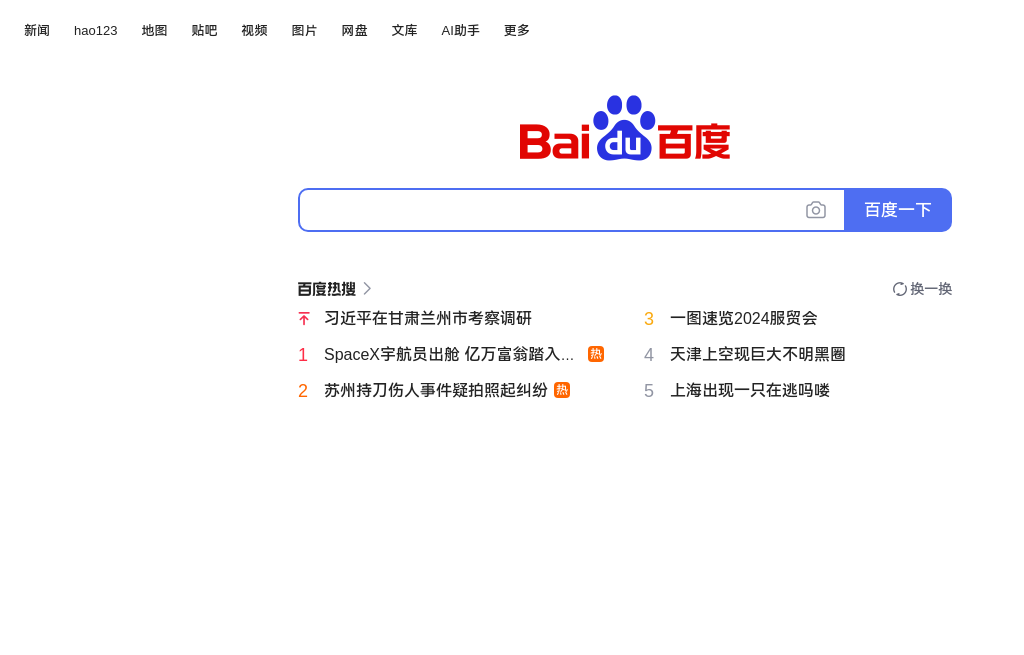 新闻 hao123 地图 贴吧 视频 图片 网盘 文库 AI助手 更多
Bai du 百度
百度一下
百度热搜 换一换
习近平在甘肃兰州市考察调研
3 一图速览2024服贸会
1 SpaceX宇航员出舱 亿万富翁踏入... 热
4 天津上空现巨大不明黑圈
2 苏州持刀伤人事件疑拍照起纠纷 热
5 上海出现一只在逃吗喽